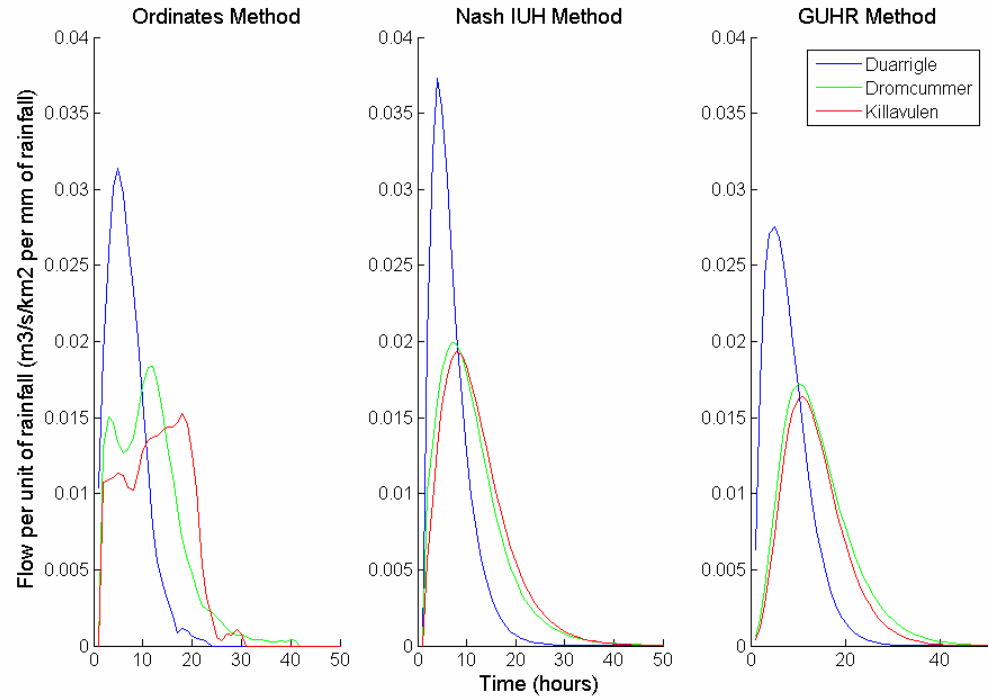 Ordinates Method
Nash IUH Method
GUHR Method
Flow per unit of rainfall (m3/s/km2 per mm of rainfall)
0.04
0.035
0.03
0.025
0.02
0.015
0.01
0.005
0
0 10 20 30 40 50
0.04
0.035
0.03
0.025
0.02
0.015
0.01
0.005
0
0 10 20 30 40 50
0.04
0.035
0.03
0.025
0.02
0.015
0.01
0.005
0
0 20 40
Duarrigle
Dromcummer
Killavulen
Time (hours)